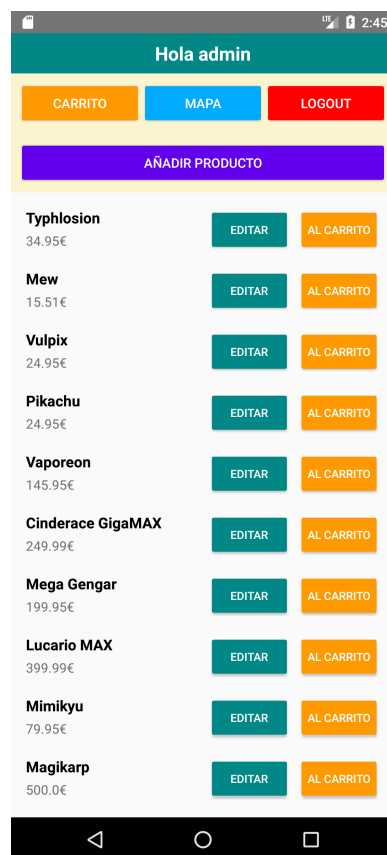 LTE 2:45
Hola admin
CARRITO MAPA LOGOUT
AÑADIR PRODUCTO
Typhlosion
34.95€
EDITAR AL CARRITO
Mew
15.51€
EDITAR AL CARRITO
Vulpix
24.95€
EDITAR AL CARRITO
Pikachu
24.95€
EDITAR AL CARRITO
Vaporeon
145.95€
EDITAR AL CARRITO
Cinderace GigaMAX
249.99€
EDITAR AL CARRITO
Mega Gengar
199.95€
EDITAR AL CARRITO
Lucario MAX
399.99€
EDITAR AL CARRITO
Mimikyu
79.95€
EDITAR AL CARRITO
Magikarp
500.0€
EDITAR AL CARRITO